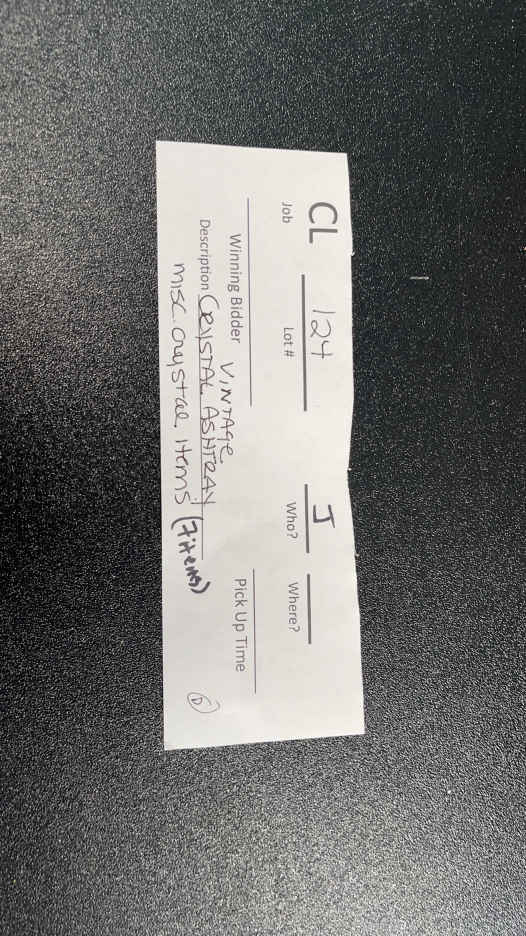 CL 124 J
Job Lot # Who? Where?
Winning Bidder Pick Up Time
VINTAGE
Description CRYSTAL ASHTRAY
misc. crystal items (7 items)
D